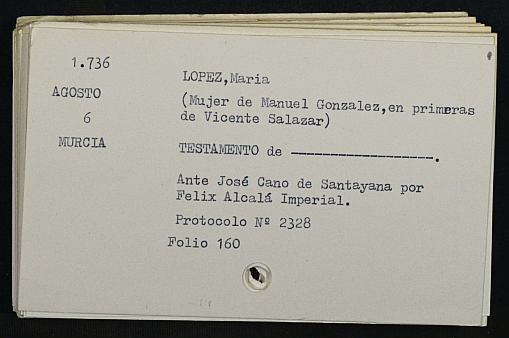 1.736
AGOSTO
6
MURCIA
LOPEZ,Maria
(Mujer de Manuel Gonzalez,en primeras
de Vicente Salazar)
TESTAMENTO de ------------------.
Ante José Cano de Santayana por
Felix Alcalá Imperial.
Protocolo Nº 2328
Folio 160